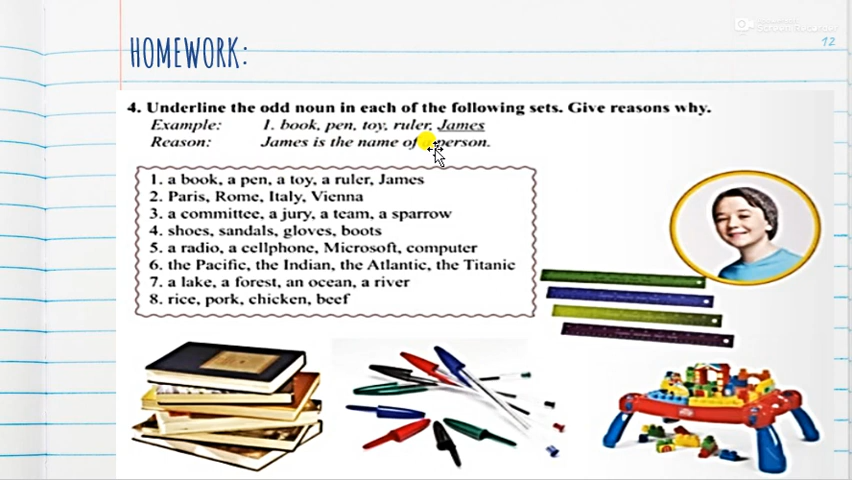 HOMEWORK:
12
4. Underline the odd noun in each of the following sets. Give reasons why.
Example: 1. book, pen, toy, ruler, James
Reason: James is the name of a person.
1. a book, a pen, a toy, a ruler, James
2. Paris, Rome, Italy, Vienna
3. a committee, a jury, a team, a sparrow
4. shoes, sandals, gloves, boots
5. a radio, a cellphone, Microsoft, computer
6. the Pacific, the Indian, the Atlantic, the Titanic
7. a lake, a forest, an ocean, a river
8. rice, pork, chicken, beef